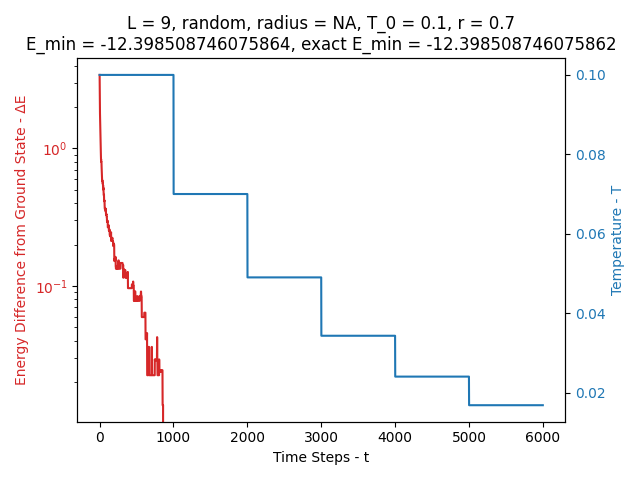 L = 9, random, radius = NA, T_0 = 0.1, r = 0.7
E_min = -12.398508746075864, exact E_min = -12.398508746075862
Energy Difference from Ground State - ΔE
10^0
10^-1
0.10
0.08
0.06
0.04
0.02
Temperature - T
0
1000
2000
3000
4000
5000
6000
Time Steps - t